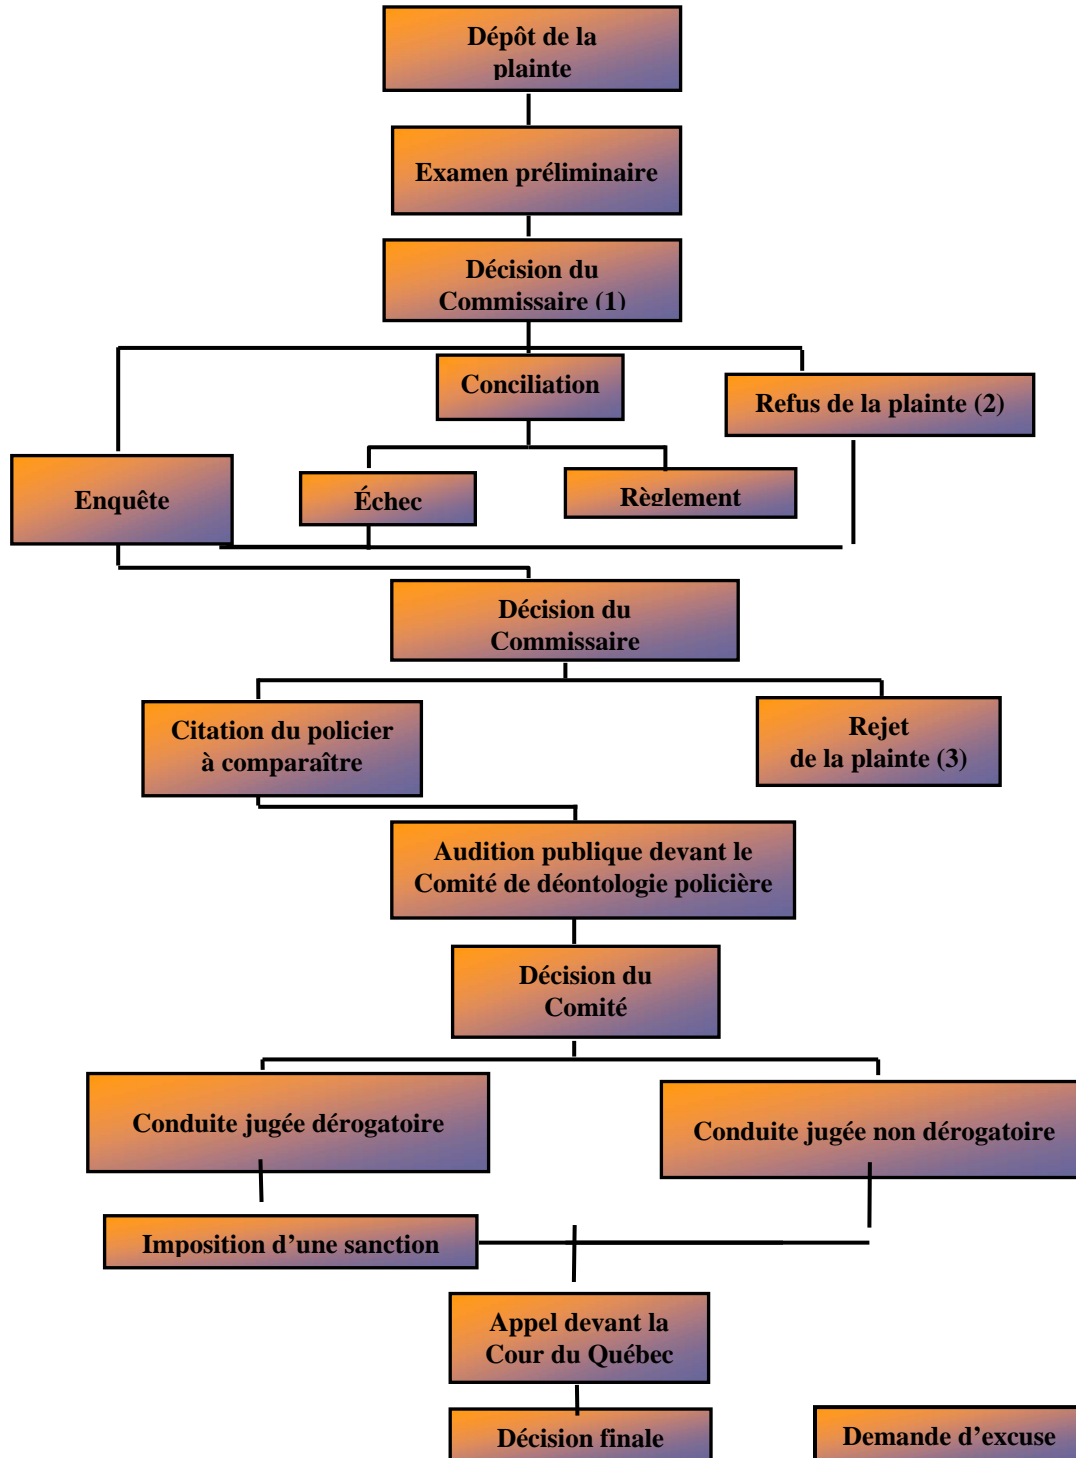 Dépôt de la
plainte
Examen préliminaire
Décision du
Commissaire (1)
Conciliation
Refus de la plainte (2)
Enquête
Échec
Règlement
Décision du
Commissaire
Citation du policier
à comparaître
Rejet
de la plainte (3)
Audition publique devant le
Comité de déontologie policière
Décision du
Comité
Conduite jugée dérogatoire
Conduite jugée non dérogatoire
Imposition d’une sanction
Appel devant la
Cour du Québec
Décision finale
Demande d’excuse